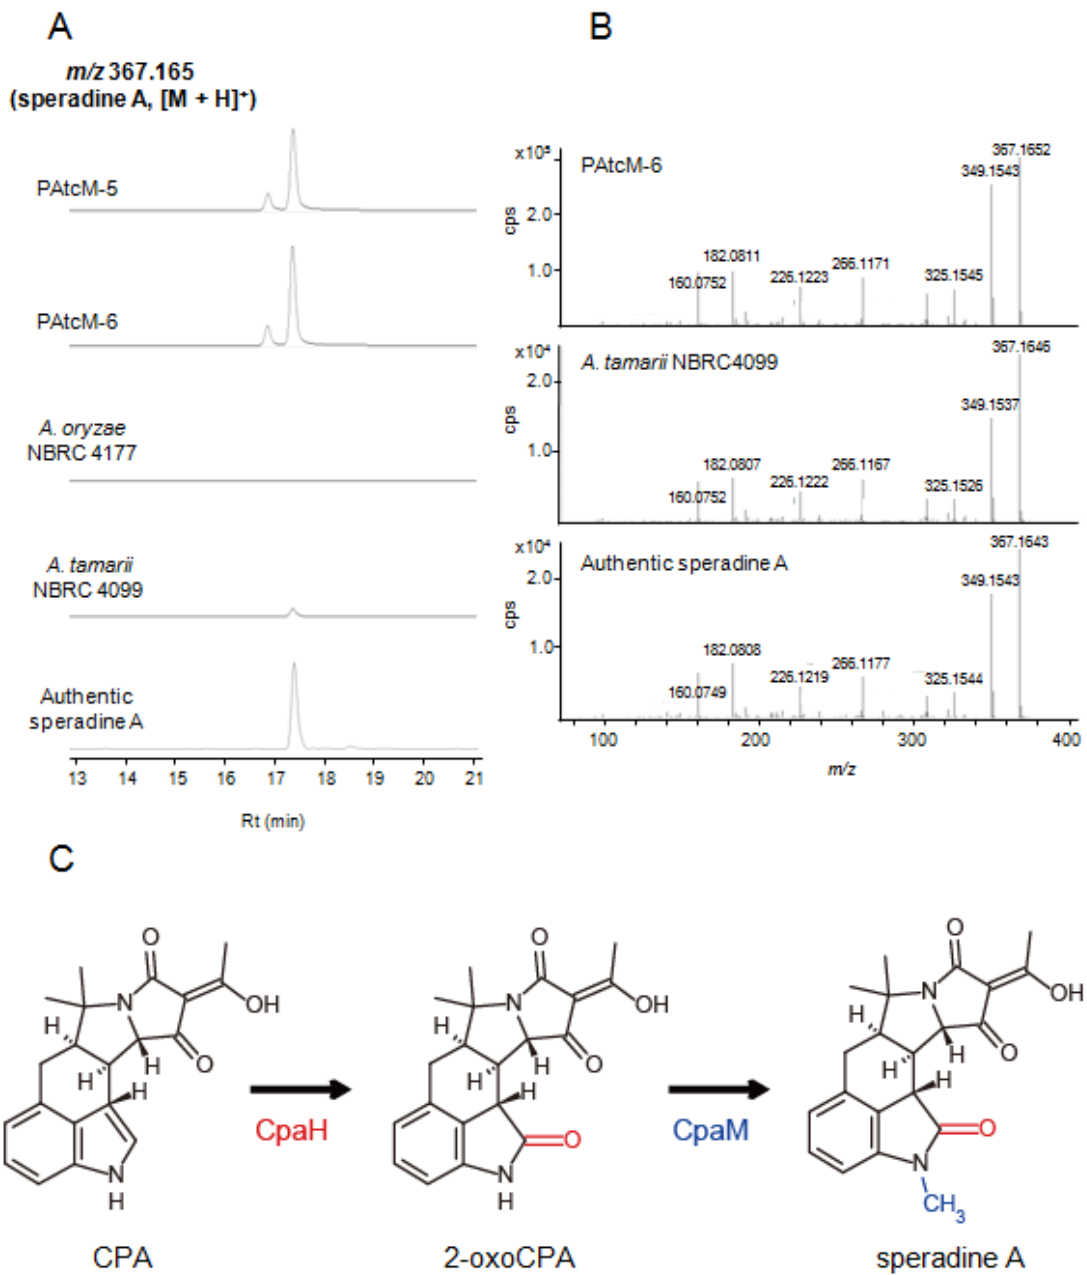 A
m/z 367.165
(speradine A, [M + H]⁺)
PAtcM-5
PAtcM-6
A. oryzae
NBRC 4177
A. tamarii
NBRC 4099
Authentic
speradine A
13 14 15 16 17 18 19 20 21
Rt (min)
B
x10⁵
PAtcM-6
cps
2.0
1.0
160.0752
182.0811
226.1223
266.1171
325.1545
349.1543
367.1652
x10⁴
A. tamarii NBRC4099
cps
2.0
1.0
160.0752
182.0807
226.1222
266.1167
325.1526
349.1537
367.1646
x10⁴
Authentic speradine A
cps
2.0
1.0
160.0749
182.0808
226.1219
266.1177
325.1544
349.1543
367.1643
100 200 300 400
m/z
C
O
N
OH
O
H
H
H
H
N
H
CPA
CpaH
O
N
OH
O
H
H
H
H
O
N
H
2-oxoCPA
CpaM
O
N
OH
O
H
H
H
H
O
N
CH₃
speradine A